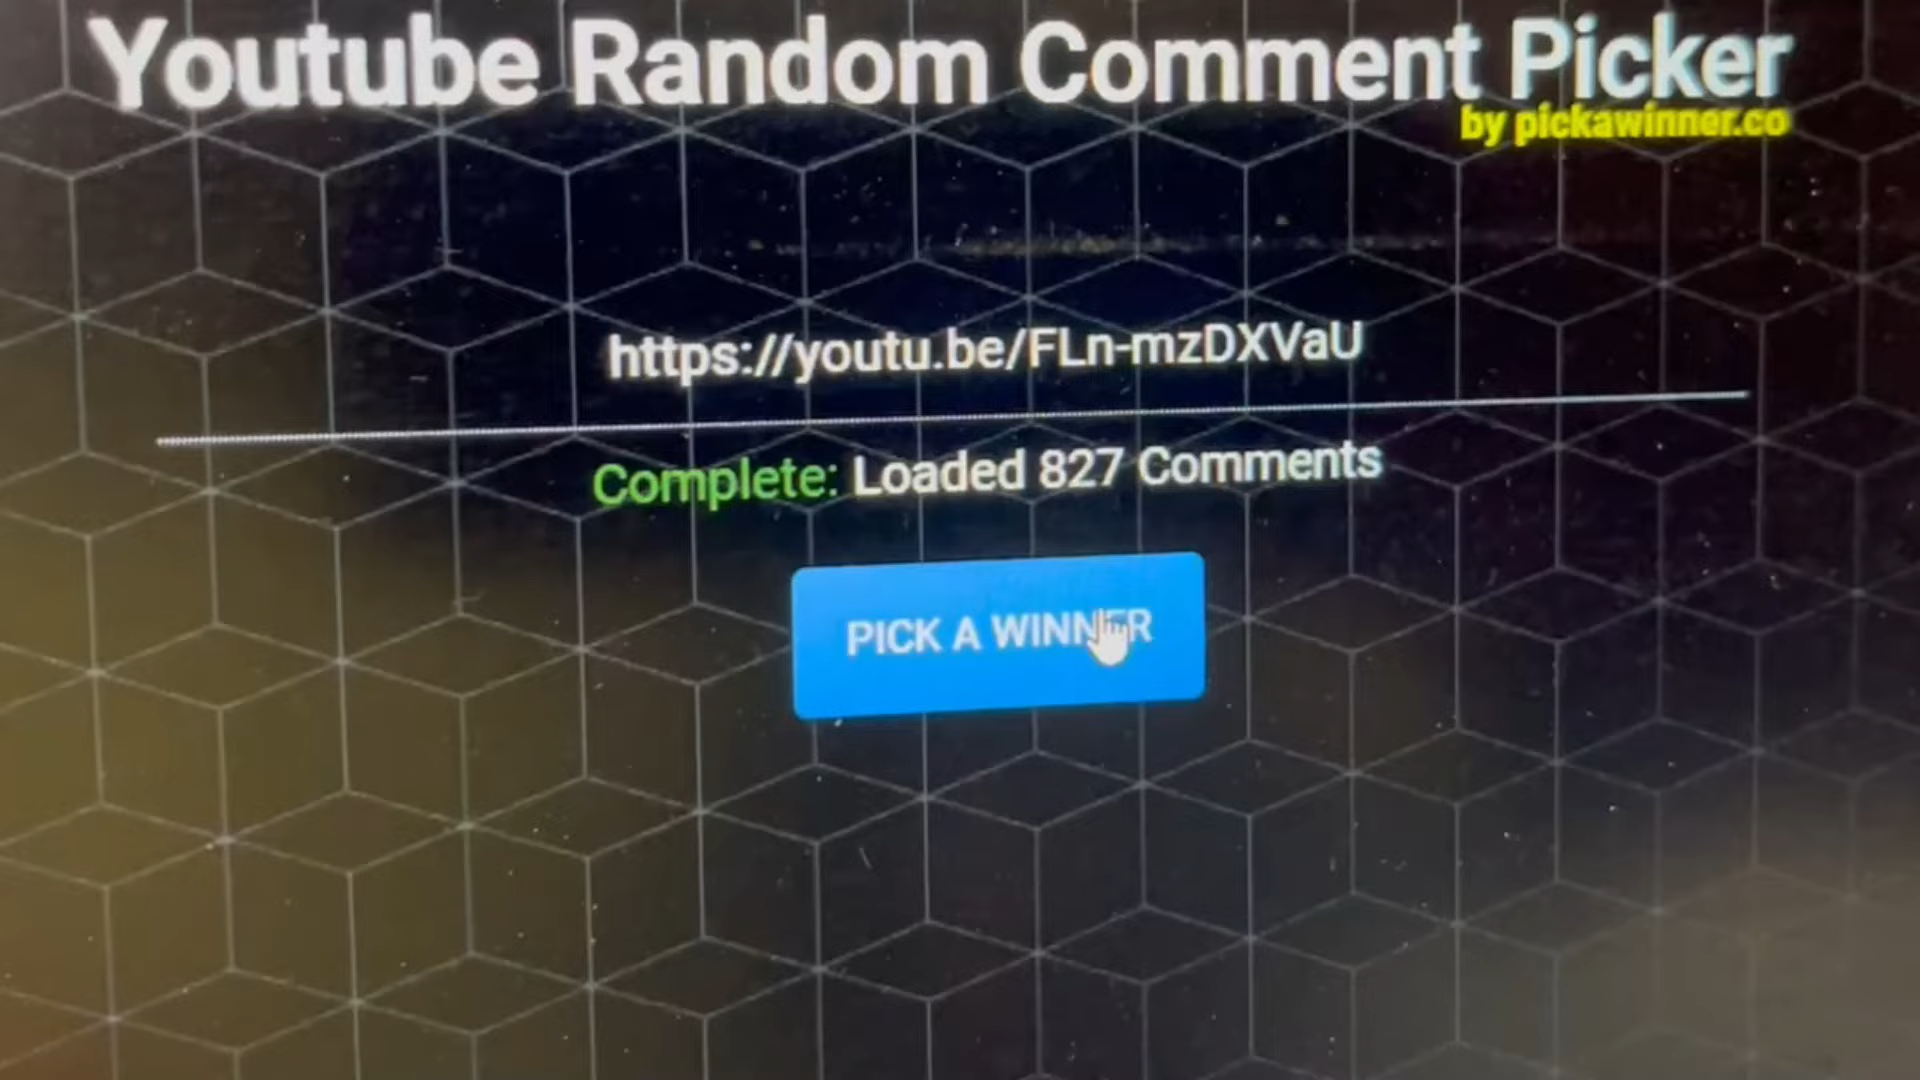 Youtube Random Comment Picker
by pickawinner.co
https://youtu.be/FLn-mzDXVaU
Complete: Loaded 827 Comments
PICK A WINNER